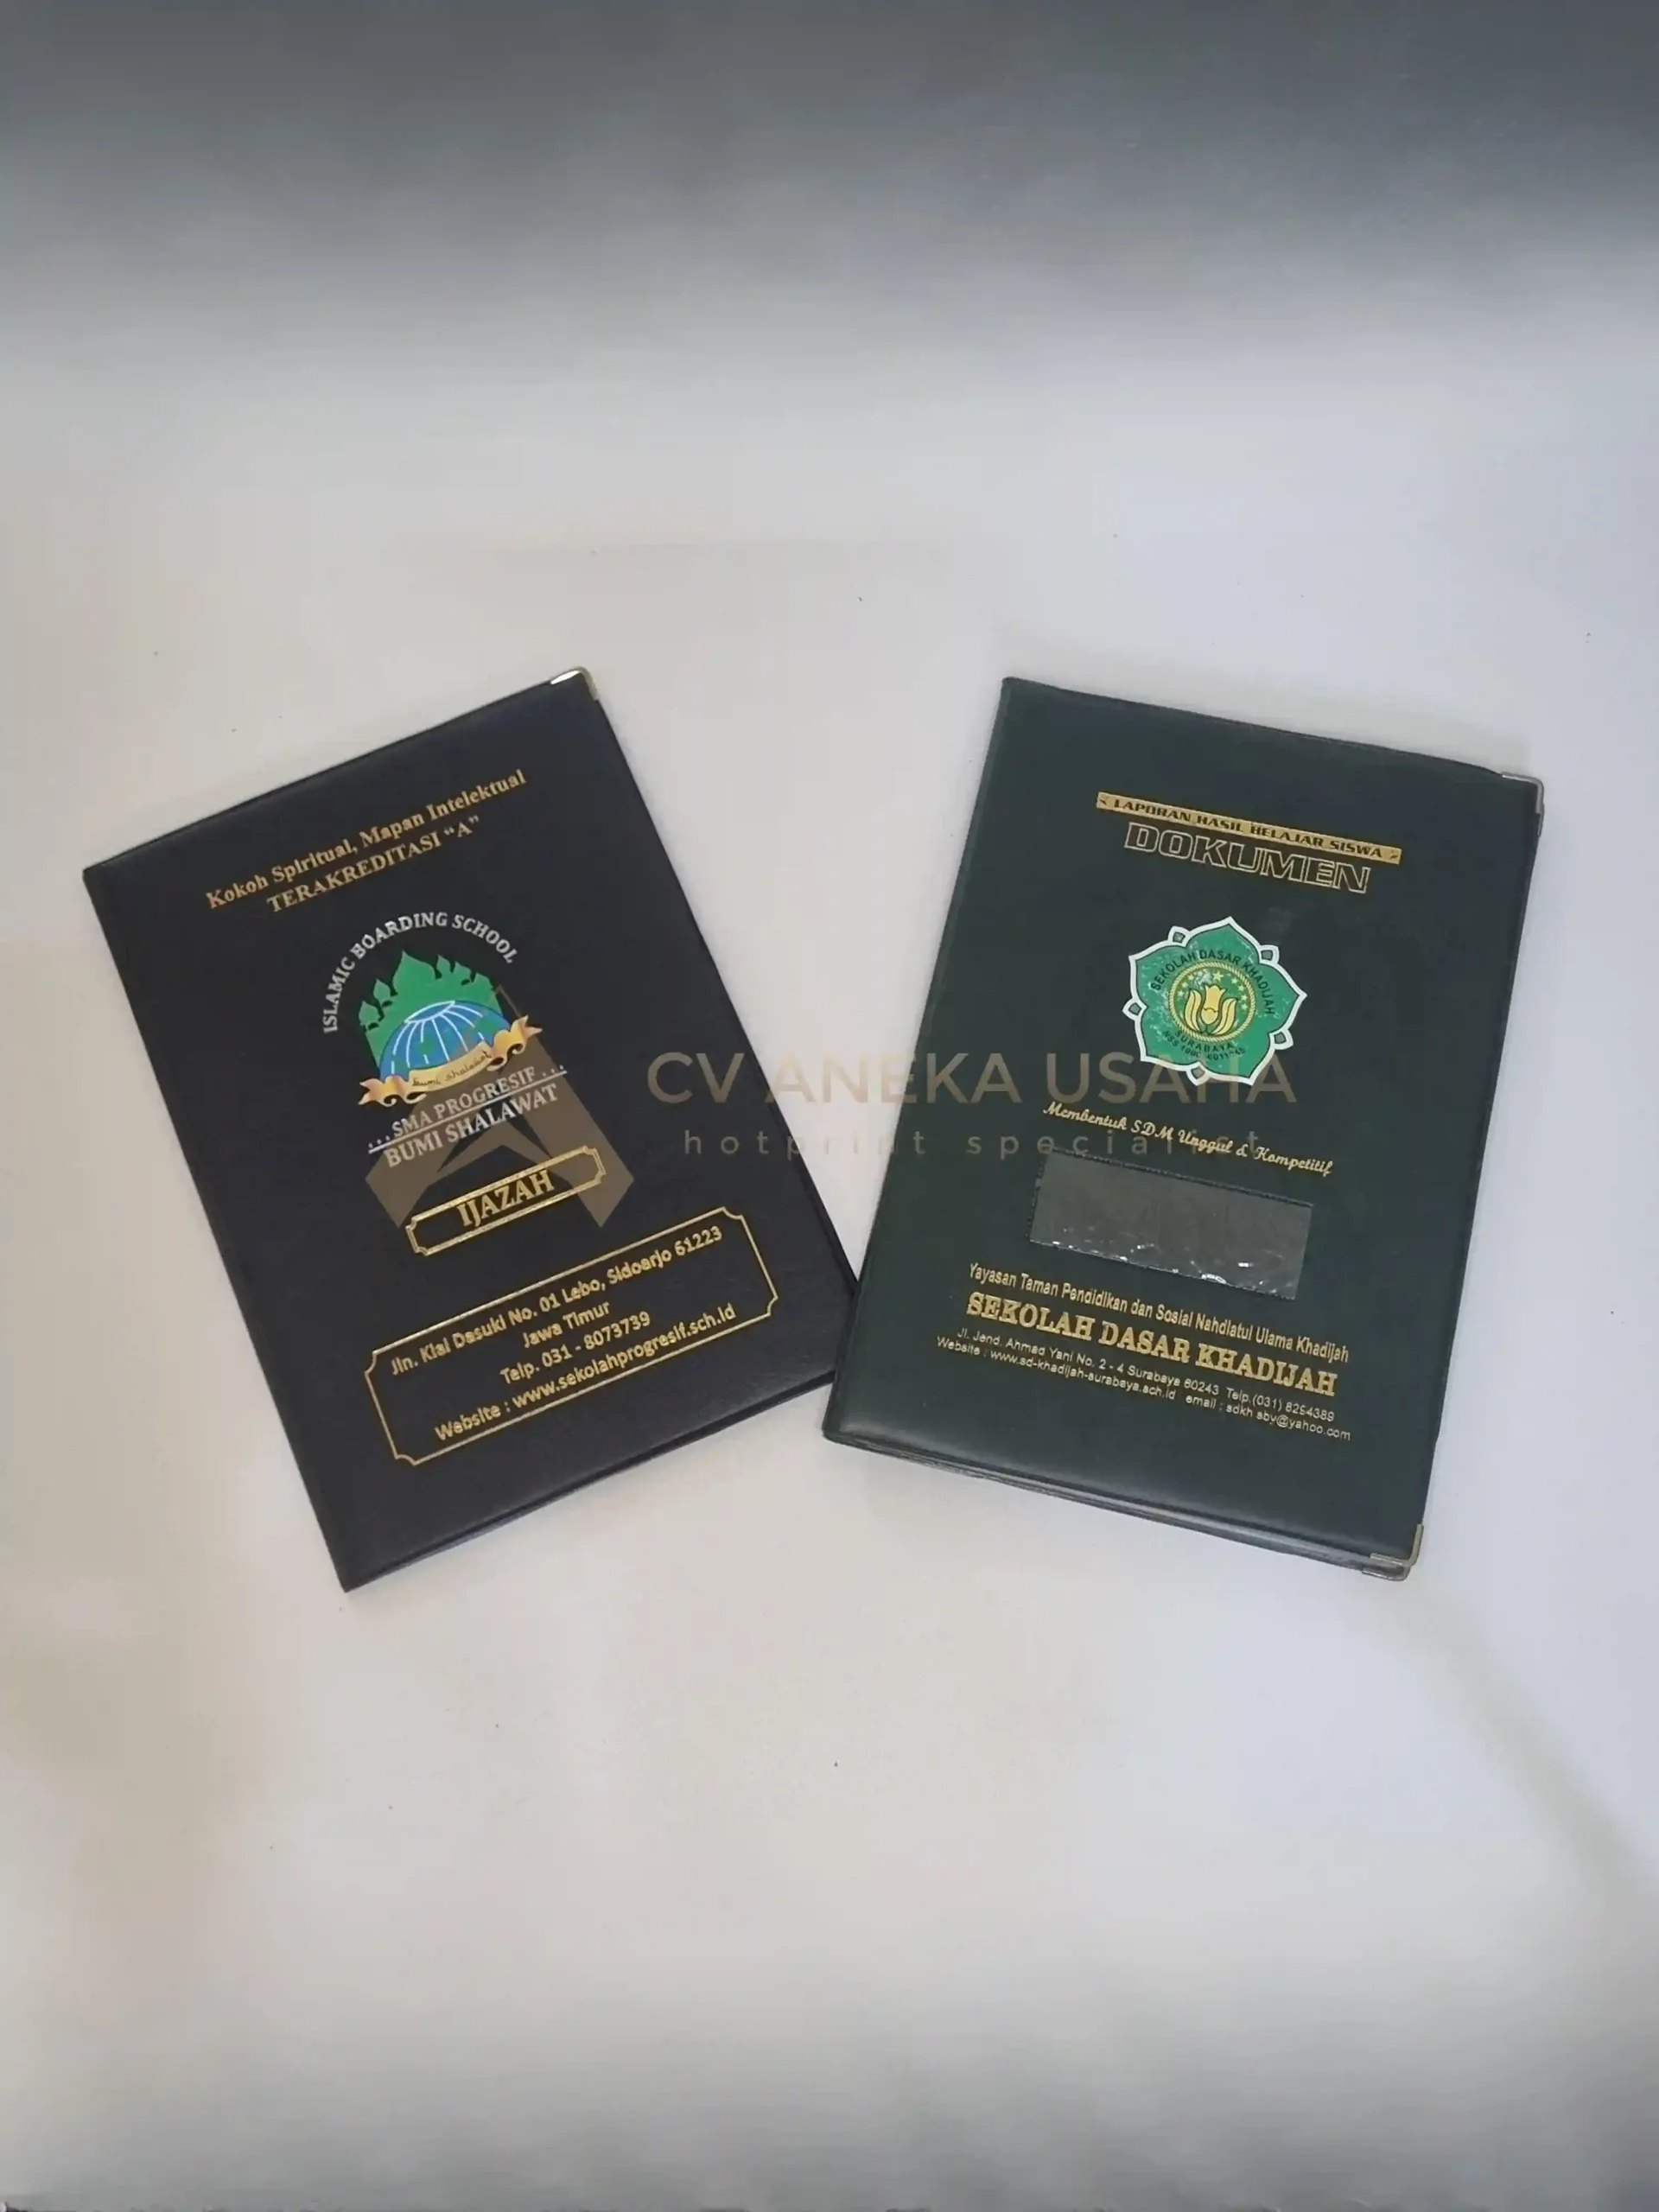 Kokoh Spiritual, Mapan Intelektual
TERAKREDITASI “A”
ISLAMIC BOARDING SCHOOL
bumi shalawat
...SMA PROGRESIF...
BUMI SHALAWAT
IJAZAH
Jln. Kiai Dasuki No. 01 Lebo, Sidoarjo 61223
Jawa Timur
Telp. 031 - 8073739
Website : www.sekolahprogresif.sch.id
LAPORAN HASIL BELAJAR SISWA
DOKUMEN
SEKOLAH DASAR KHADIJAH
SURABAYA
Membentuk SDM Unggul & Kompetitif
Yayasan Taman Pendidikan dan Sosial Nahdlatul Ulama Khadijah
SEKOLAH DASAR KHADIJAH
Jl. Jend. Ahmad Yani No. 2 - 4 Surabaya 60243 Telp.(031) 8294389
Website : www.sd-khadijah-surabaya.sch.id email : sdkh sby@yahoo.com
CV ANEKA USAHA
hotprint specialist